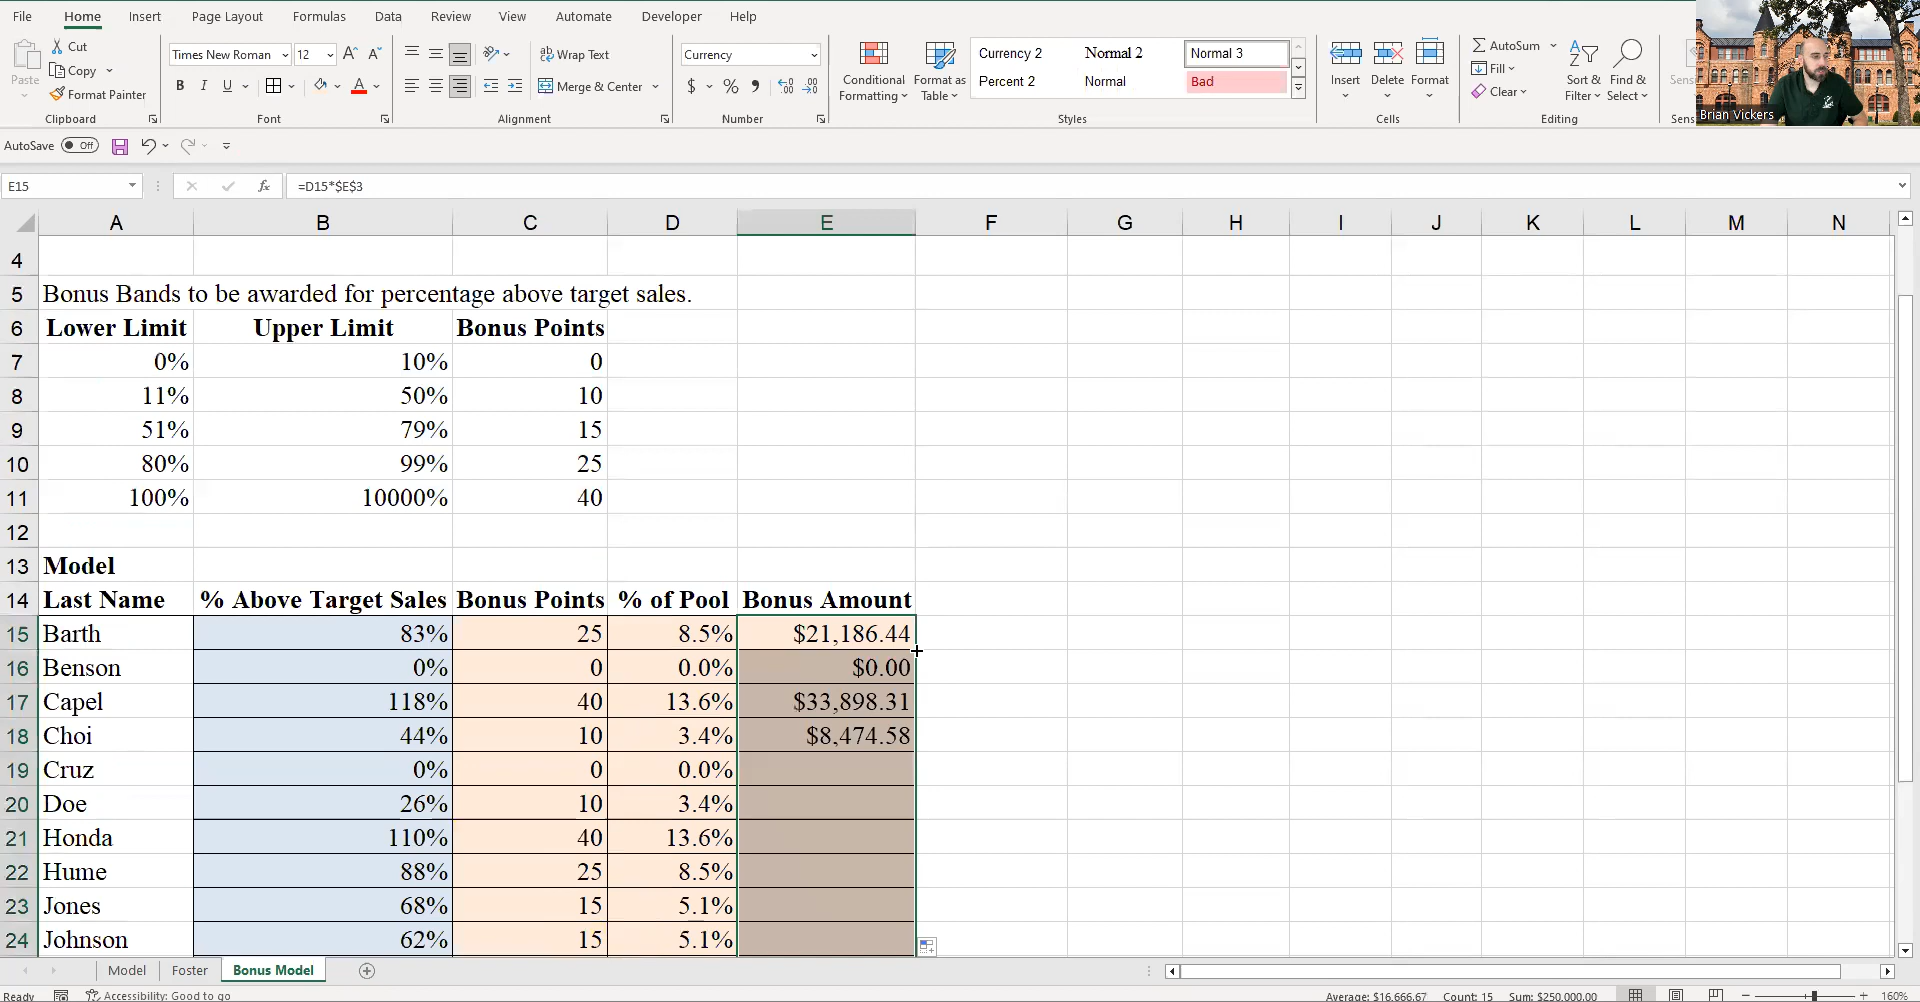 File Home Insert Page Layout Formulas Data Review View Automate Developer Help
Paste
Cut
Copy
Format Painter
Clipboard
Times New Roman 12 A A
B I U A
Font
ab Wrap Text
Merge & Center
Alignment
Currency
$ % 9
Number
Conditional Formatting
Format as Table
Currency 2 Normal 2 Normal 3
Percent 2 Normal Bad
Styles
Insert Delete Format
Cells
AutoSum
Fill
Clear
Sort & Filter
Find & Select
Editing
Sens
Brian Vickers
AutoSave Off
E15 fx =D15*$E$3
A B C D E F G H I J K L M N
4
5 Bonus Bands to be awarded for percentage above target sales.
6 Lower Limit Upper Limit Bonus Points
7 0% 10% 0
8 11% 50% 10
9 51% 79% 15
10 80% 99% 25
11 100% 10000% 40
12
13 Model
14 Last Name % Above Target Sales Bonus Points % of Pool Bonus Amount
15 Barth 83% 25 8.5% $21,186.44
16 Benson 0% 0 0.0% $0.00
17 Capel 118% 40 13.6% $33,898.31
18 Choi 44% 10 3.4% $8,474.58
19 Cruz 0% 0 0.0%
20 Doe 26% 10 3.4%
21 Honda 110% 40 13.6%
22 Hume 88% 25 8.5%
23 Jones 68% 15 5.1%
24 Johnson 62% 15 5.1%
Model Foster Bonus Model
Ready Accessibility: Good to go Average: $16,666.67 Count: 15 Sum: $250,000.00 160%